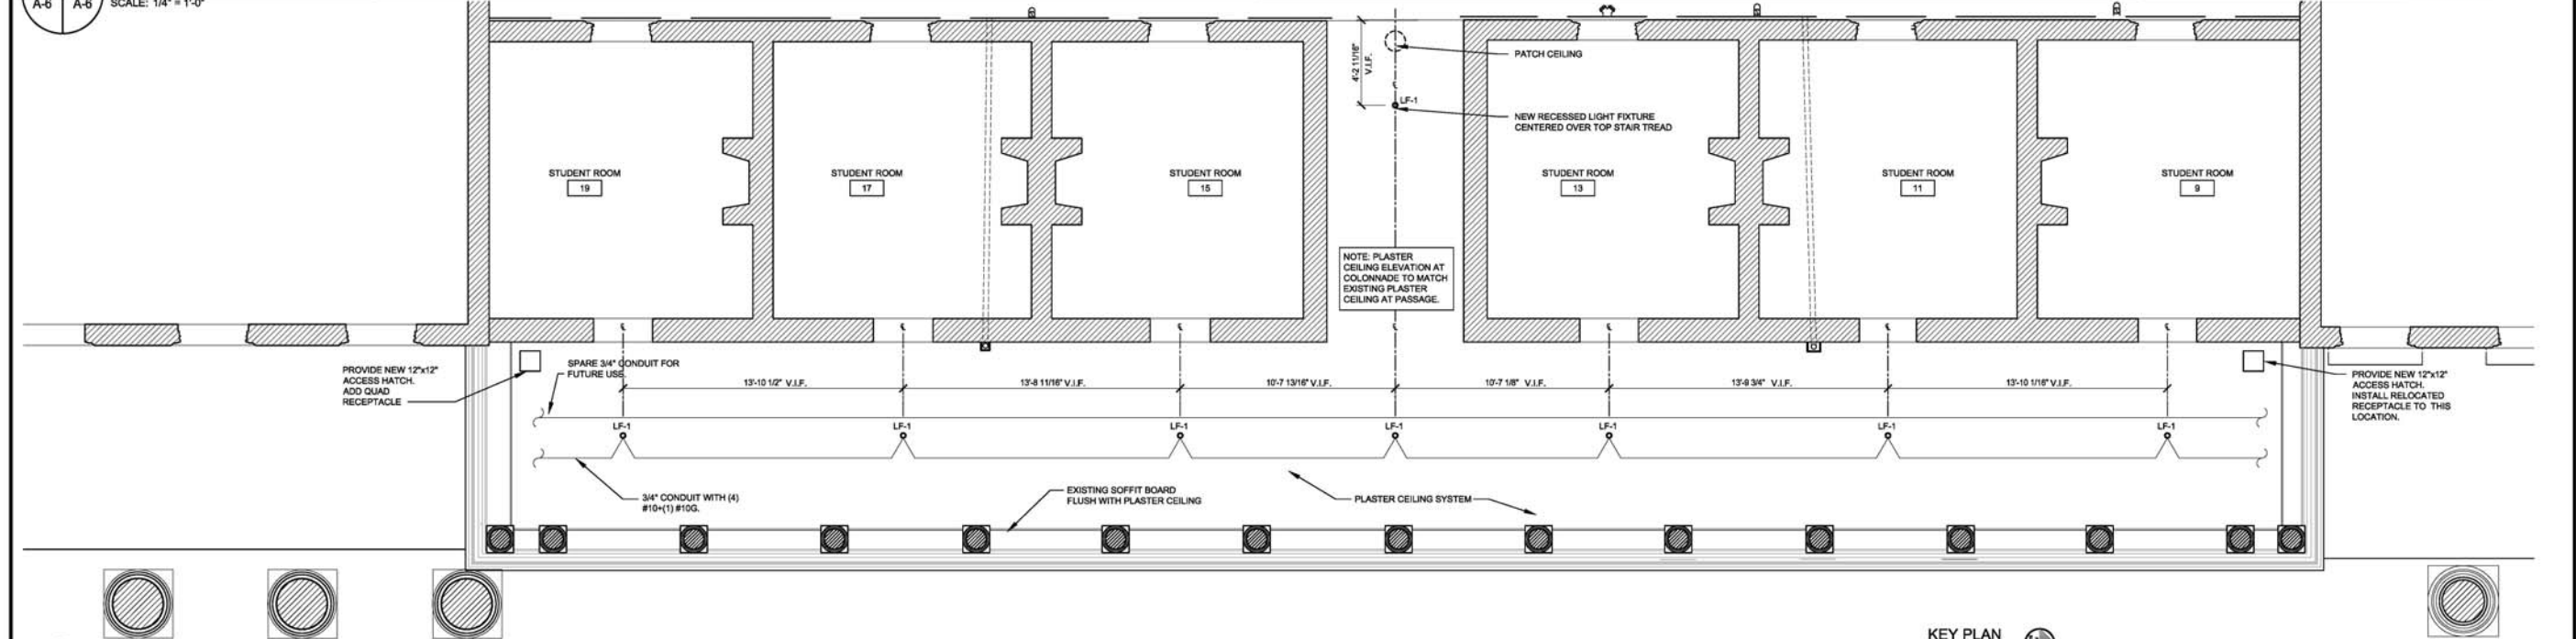 A-6 A-6
SCALE: 1/4" = 1'-0"
4'-2 11/16"
V.I.F.
PATCH CEILING
LF-1
NEW RECESSED LIGHT FIXTURE
CENTERED OVER TOP STAIR TREAD
STUDENT ROOM
19
STUDENT ROOM
17
STUDENT ROOM
15
STUDENT ROOM
13
STUDENT ROOM
11
STUDENT ROOM
9
NOTE: PLASTER
CEILING ELEVATION AT
COLONNADE TO MATCH
EXISTING PLASTER
CEILING AT PASSAGE.
PROVIDE NEW 12"x12"
ACCESS HATCH.
ADD QUAD
RECEPTACLE
SPARE 3/4" CONDUIT FOR
FUTURE USE.
13'-10 1/2" V.I.F.
13'-8 11/16" V.I.F.
10'-7 13/16" V.I.F.
10'-7 1/8" V.I.F.
13'-9 3/4" V.I.F.
13'-10 1/16" V.I.F.
PROVIDE NEW 12"x12"
ACCESS HATCH.
INSTALL RELOCATED
RECEPTACLE TO THIS
LOCATION.
LF-1
LF-1
LF-1
LF-1
LF-1
LF-1
LF-1
3/4" CONDUIT WITH (4)
#10+(1) #10G.
EXISTING SOFFIT BOARD
FLUSH WITH PLASTER CEILING
PLASTER CEILING SYSTEM
KEY PLAN